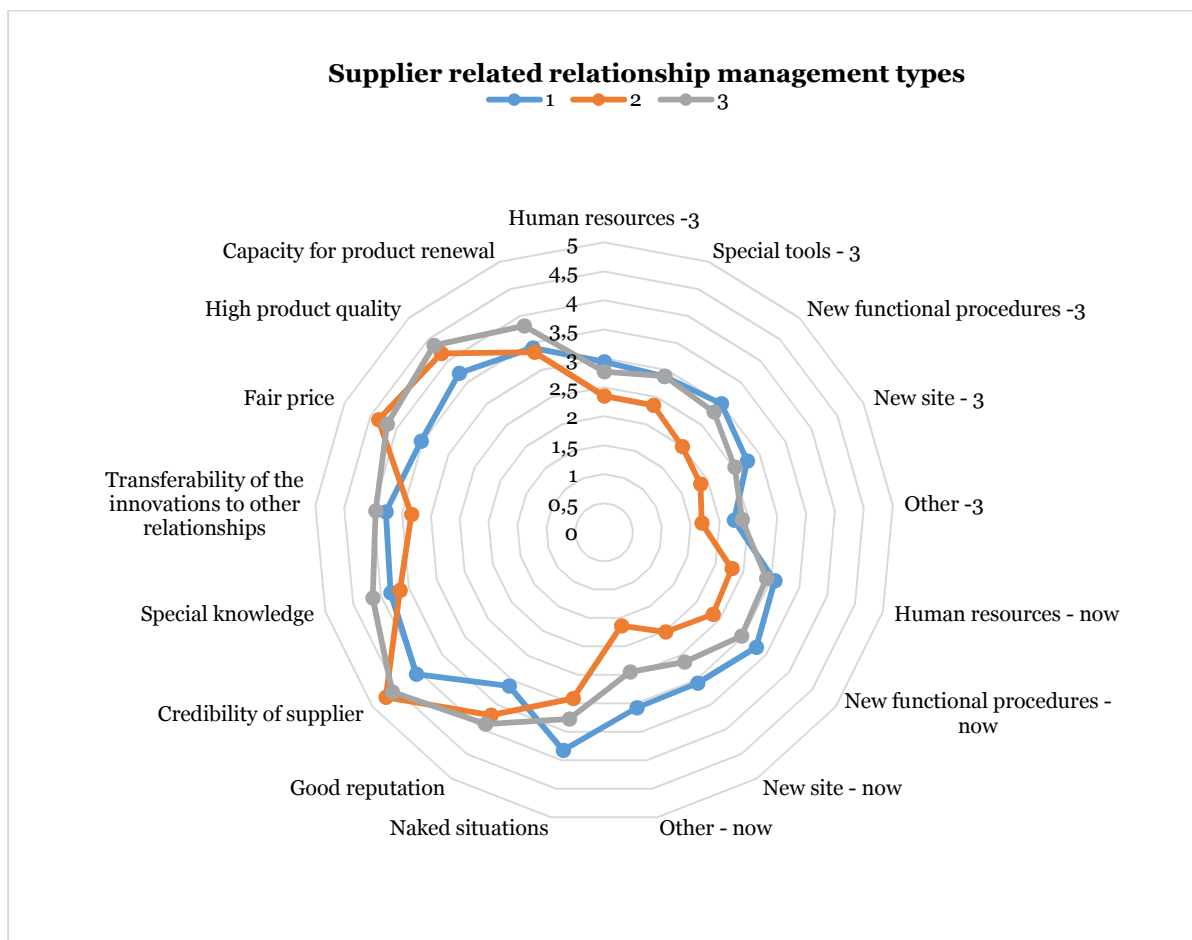 Supplier related relationship management types
1 2 3
Human resources -3
Special tools - 3
New functional procedures -3
New site - 3
Other -3
Human resources - now
New functional procedures -
now
New site - now
Other - now
Naked situations
Good reputation
Credibility of supplier
Special knowledge
Transferability of the
innovations to other
relationships
Fair price
High product quality
Capacity for product renewal
5
4,5
4
3,5
3
2,5
2
1,5
1
0,5
0